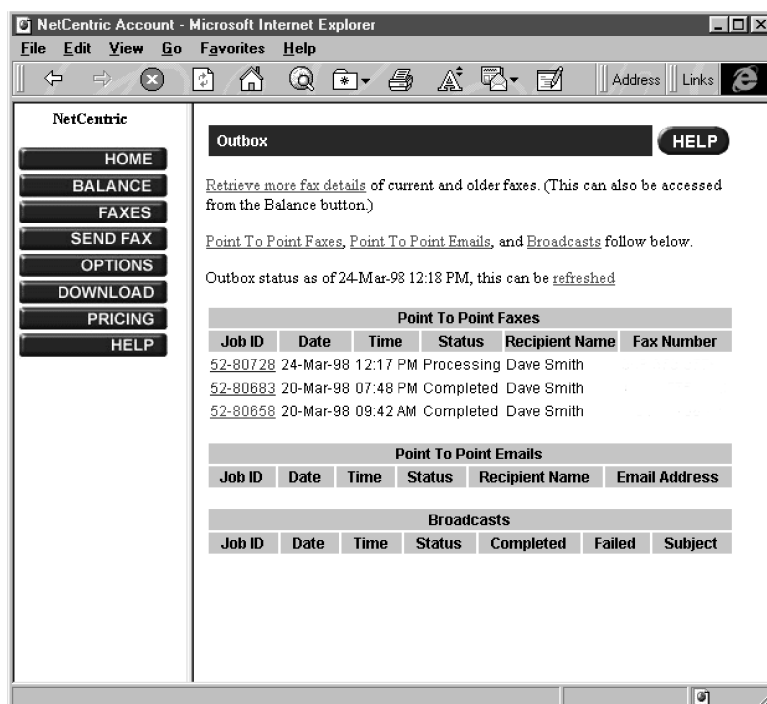 NetCentric Account - Microsoft Internet Explorer
File Edit View Go Favorites Help
Address Links
NetCentric
HOME
BALANCE
FAXES
SEND FAX
OPTIONS
DOWNLOAD
PRICING
HELP
Outbox
HELP
Retrieve more fax details of current and older faxes. (This can also be accessed
from the Balance button.)
Point To Point Faxes, Point To Point Emails, and Broadcasts follow below.
Outbox status as of 24-Mar-98 12:18 PM, this can be refreshed
Point To Point Faxes
Job ID Date Time Status Recipient Name Fax Number
52-80728 24-Mar-98 12:17 PM Processing Dave Smith
52-80683 20-Mar-98 07:48 PM Completed Dave Smith
52-80658 20-Mar-98 09:42 AM Completed Dave Smith
Point To Point Emails
Job ID Date Time Status Recipient Name Email Address
Broadcasts
Job ID Date Time Status Completed Failed Subject